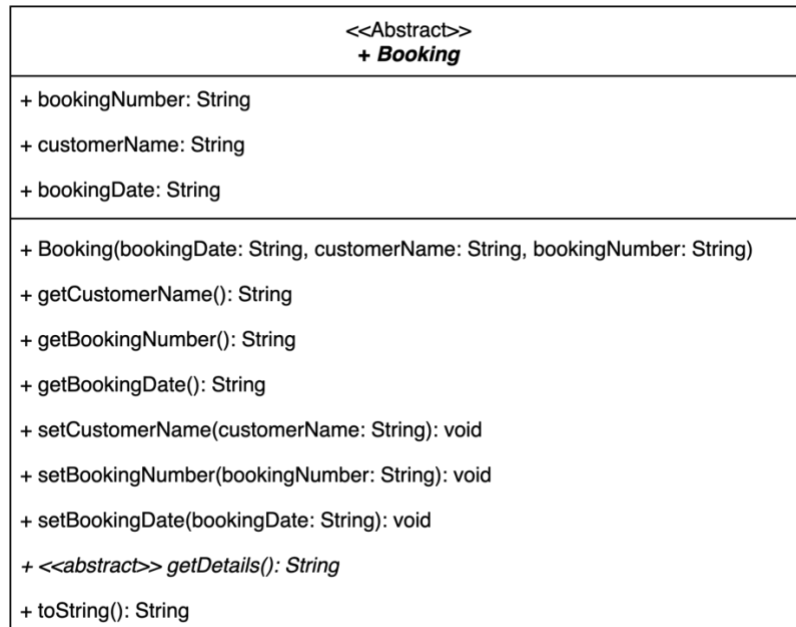 <<Abstract>>
+ Booking
+ bookingNumber: String
+ customerName: String
+ bookingDate: String
+ Booking(bookingDate: String, customerName: String, bookingNumber: String)
+ getCustomerName(): String
+ getBookingNumber(): String
+ getBookingDate(): String
+ setCustomerName(customerName: String): void
+ setBookingNumber(bookingNumber: String): void
+ setBookingDate(bookingDate: String): void
+ <<abstract>> getDetails(): String
+ toString(): String